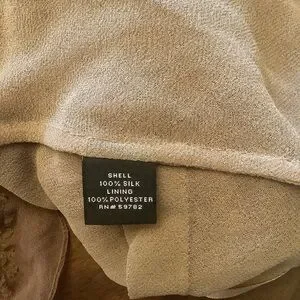 SHELL
100% SILK
LINING
100% POLYESTER
RN# 59782